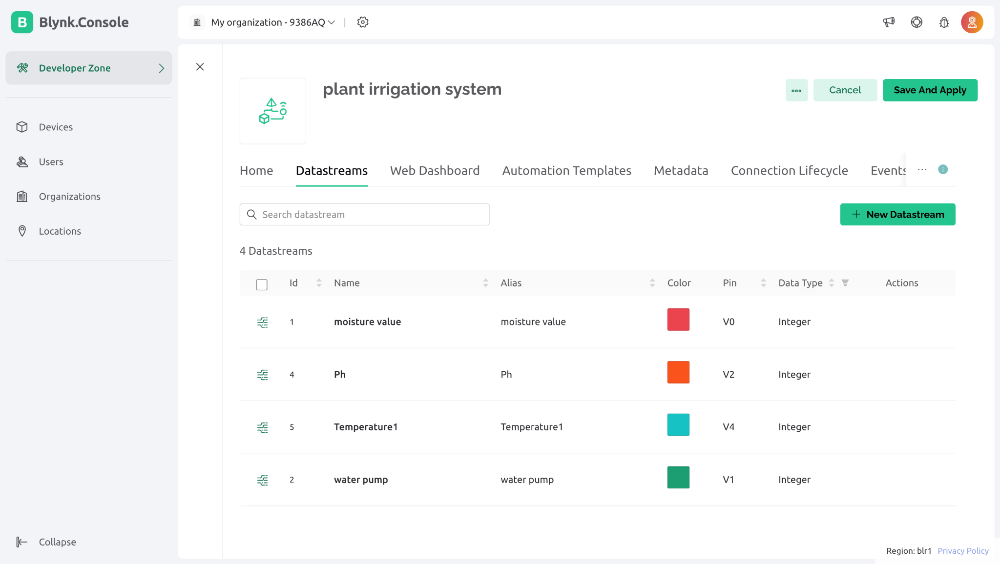 B Blynk.Console
My organization - 9386AQ
Developer Zone
Devices
Users
Organizations
Locations
Collapse
plant irrigation system
Cancel
Save And Apply
Home
Datastreams
Web Dashboard
Automation Templates
Metadata
Connection Lifecycle
Events
Search datastream
New Datastream
4 Datastreams
Id Name Alias Color Pin Data Type Actions
1 moisture value moisture value V0 Integer
4 Ph Ph V2 Integer
5 Temperature1 Temperature1 V4 Integer
2 water pump water pump V1 Integer
Region: blr1 Privacy Policy